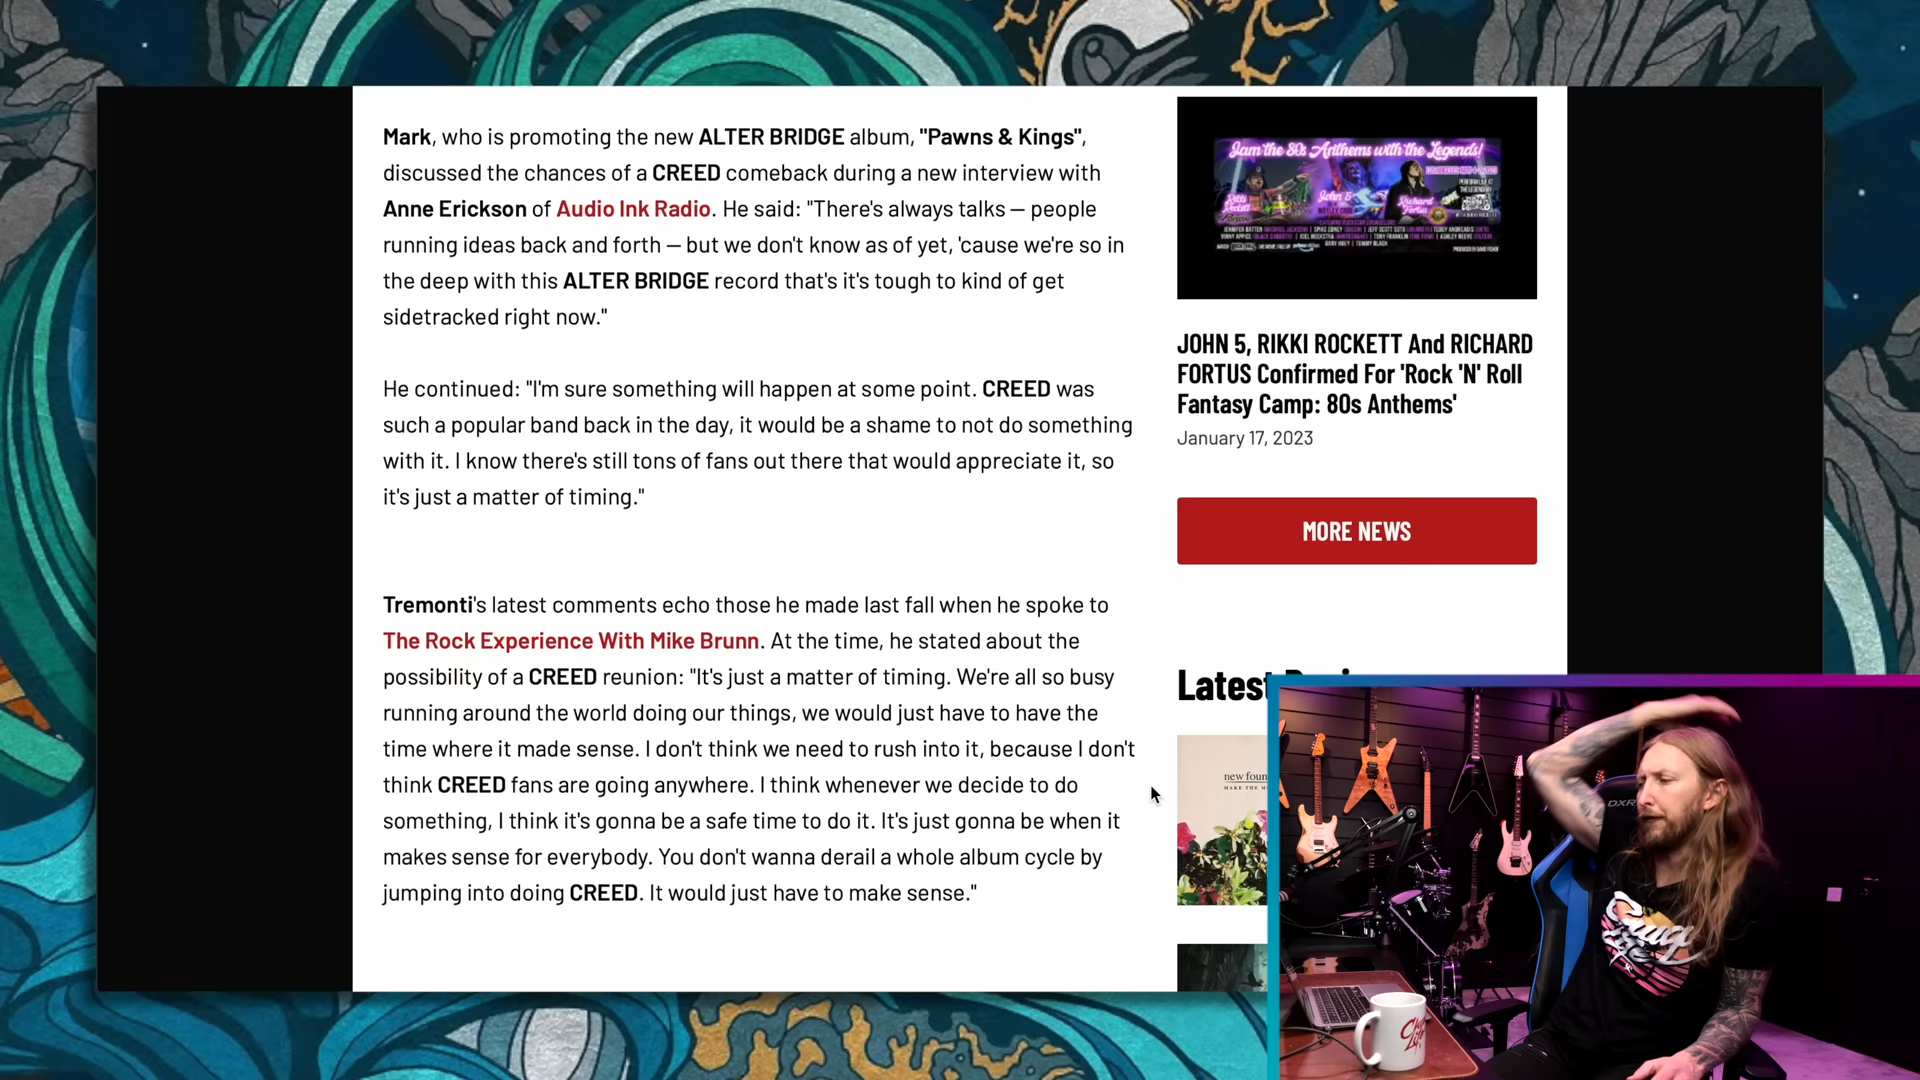 Mark, who is promoting the new ALTER BRIDGE album, "Pawns & Kings",
discussed the chances of a CREED comeback during a new interview with
Anne Erickson of Audio Ink Radio. He said: "There's always talks — people
running ideas back and forth — but we don't know as of yet, 'cause we're so in
the deep with this ALTER BRIDGE record that's it's tough to kind of get
sidetracked right now."
He continued: "I'm sure something will happen at some point. CREED was
such a popular band back in the day, it would be a shame to not do something
with it. I know there's still tons of fans out there that would appreciate it, so
it's just a matter of timing."
Tremonti's latest comments echo those he made last fall when he spoke to
The Rock Experience With Mike Brunn. At the time, he stated about the
possibility of a CREED reunion: "It's just a matter of timing. We're all so busy
running around the world doing our things, we would just have to have the
time where it made sense. I don't think we need to rush into it, because I don't
think CREED fans are going anywhere. I think whenever we decide to do
something, I think it's gonna be a safe time to do it. It's just gonna be when it
makes sense for everybody. You don't wanna derail a whole album cycle by
jumping into doing CREED. It would just have to make sense."
Jam the 80s Anthems with the Legends!
John 5
JOHN 5, RIKKI ROCKETT And RICHARD
FORTUS Confirmed For 'Rock 'N' Roll
Fantasy Camp: 80s Anthems'
January 17, 2023
MORE NEWS
Latest
new foun
MAKE THE M
DXR